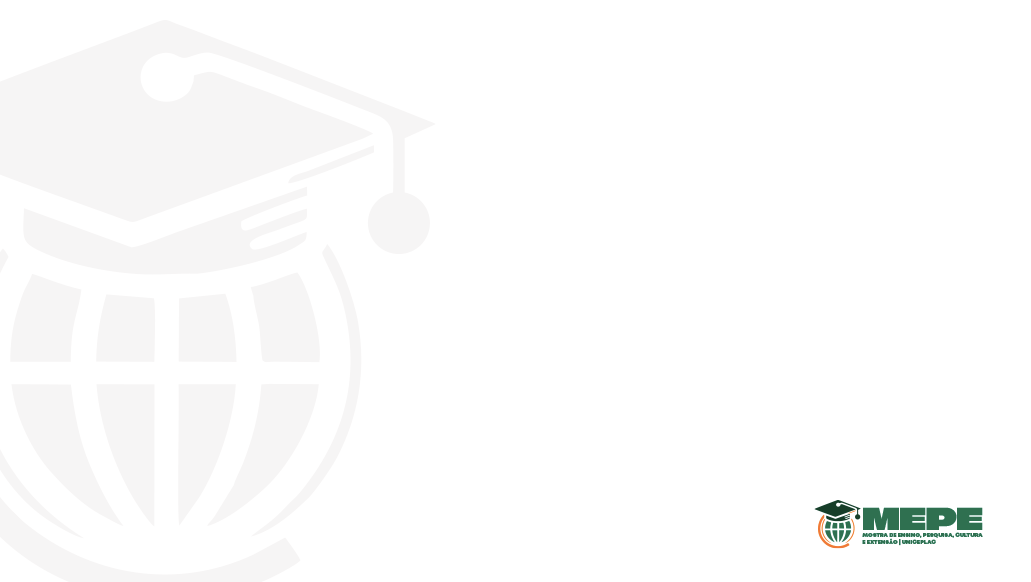 MEPE
MOSTRA DE ENSINO, PESQUISA, CULTURA
E EXTENSÃO | UNICEPLAC